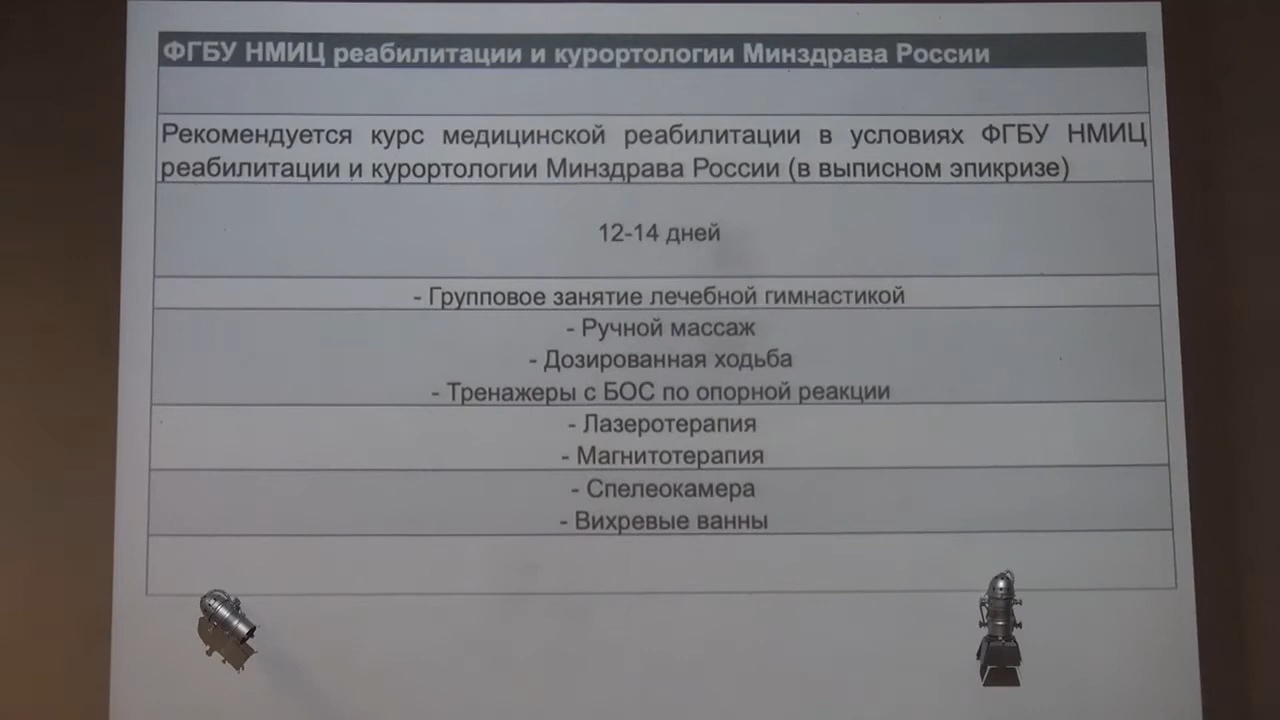 ФГБУ НМИЦ реабилитации и курортологии Минздрава России
Рекомендуется курс медицинской реабилитации в условиях ФГБУ НМИЦ
реабилитации и курортологии Минздрава России (в выписном эпикризе)
12-14 дней
- Групповое занятие лечебной гимнастикой
- Ручной массаж
- Дозированная ходьба
- Тренажеры с БОС по опорной реакции
- Лазеротерапия
- Магнитотерапия
- Спелеокамера
- Вихревые ванны